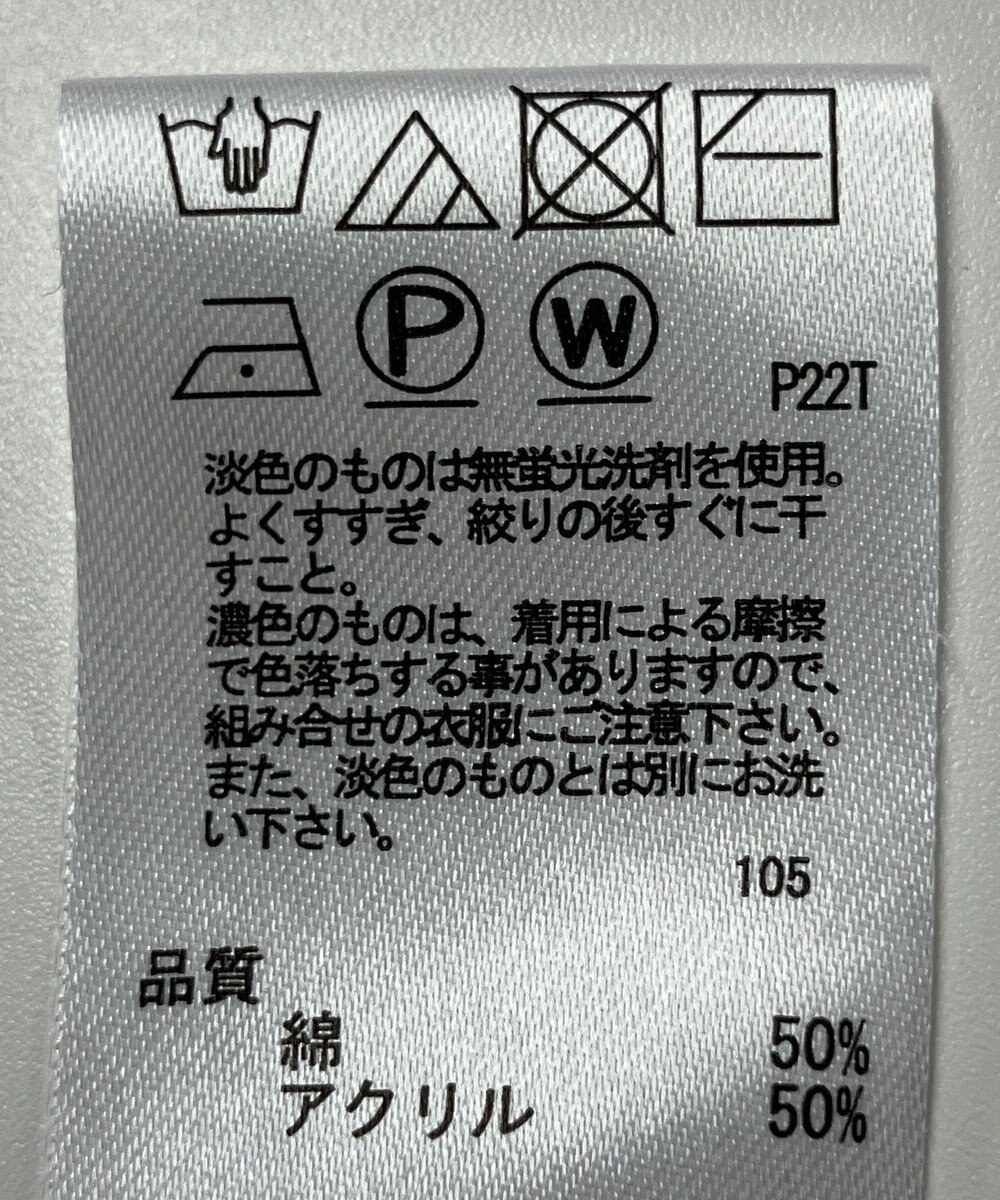 P W
P22T
淡色のものは無蛍光洗剤を使用。
よくすすぎ、絞りの後すぐに干
すこと。
濃色のものは、着用による摩擦
で色落ちする事がありますので、
組み合せの衣服にご注意下さい。
また、淡色のものとは別にお洗
い下さい。
105
品質
綿 50%
アクリル 50%